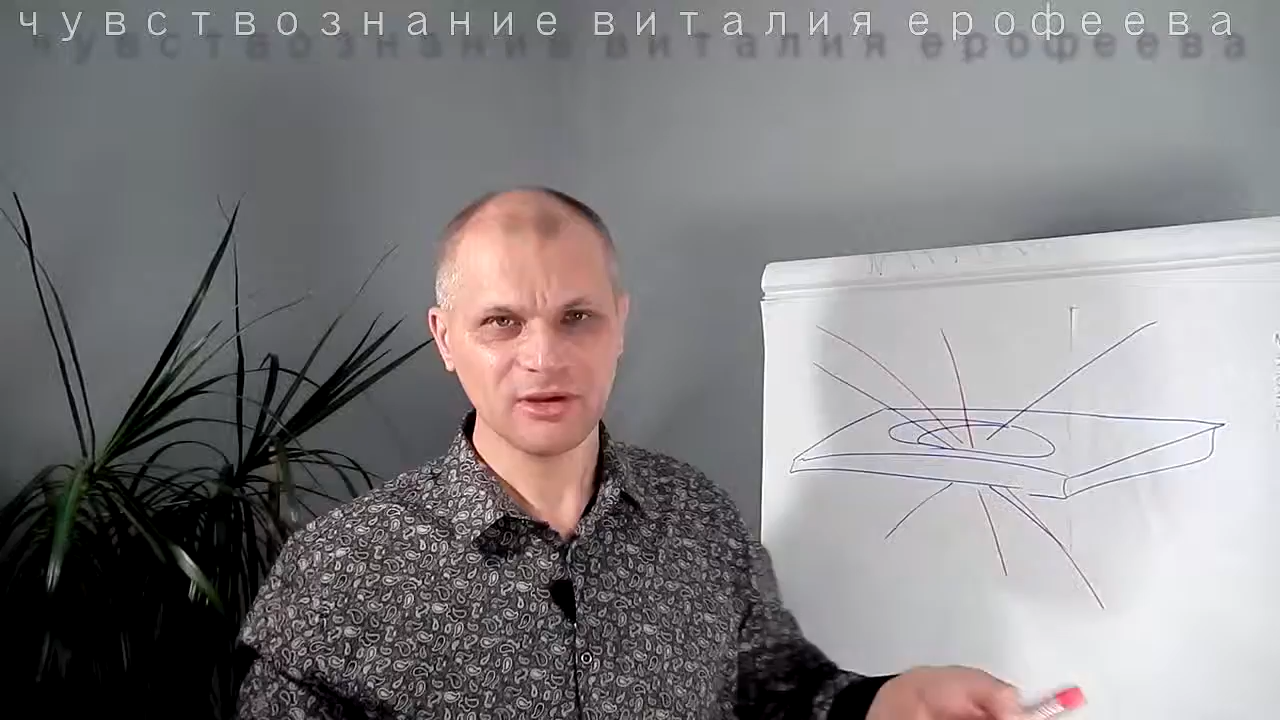 чувствознание виталия ерофеева